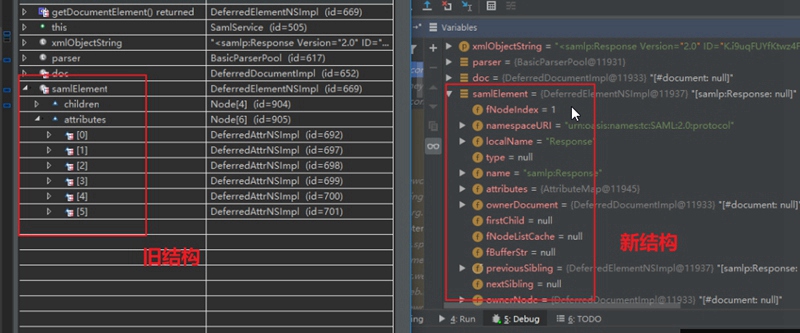 getDocumentElement() returned DeferredElementNSImpl (id=669)
this SamlService (id=505)
xmlObjectString "<samlp:Response Version="2.0" ID="...
parser BasicParserPool (id=617)
doc DeferredDocumentImpl (id=652)
samlElement DeferredElementNSImpl (id=669)
children Node[4] (id=904)
attributes Node[6] (id=905)
[0] DeferredAttrNSImpl (id=692)
[1] DeferredAttrNSImpl (id=697)
[2] DeferredAttrNSImpl (id=698)
[3] DeferredAttrNSImpl (id=699)
[4] DeferredAttrNSImpl (id=700)
[5] DeferredAttrNSImpl (id=701)
旧结构
Variables
xmlObjectString = "<samlp:Response Version="2.0" ID="
parser = {BasicParserPool@11931}
doc = {DeferredDocumentImpl@11933} "[#document: null]"
samlElement = {DeferredElementNSImpl@11937} "[samlp:Response: null]"
fNodeIndex = 1
namespaceURI = "urn:oasis:names:tc:SAML:2.0:protocol"
localName = "Response"
type = null
name = "samlp:Response"
attributes = {AttributeMap@11945}
ownerDocument = {DeferredDocumentImpl@11933} "[#document: null]"
firstChild = null
fNodeListCache = null
fBufferStr = null
previousSibling = {DeferredElementNSImpl@11937} "[samlp:Response:
nextSibling = null
ownerNode = {DeferredDocumentImpl@11933} "[#document: null]"
新结构
4: Run 5: Debug 6: TODO